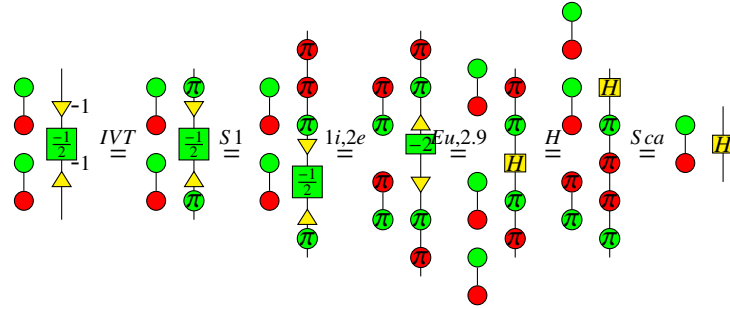 π π
π π π π H
-1
π π π π
-1/2 IVT = -1/2 S1 = 1i,2e = -2 Eu,2.9 = H = Sca = H
-1 H π
-1/2 π π
π π π
π π π
π π π
π